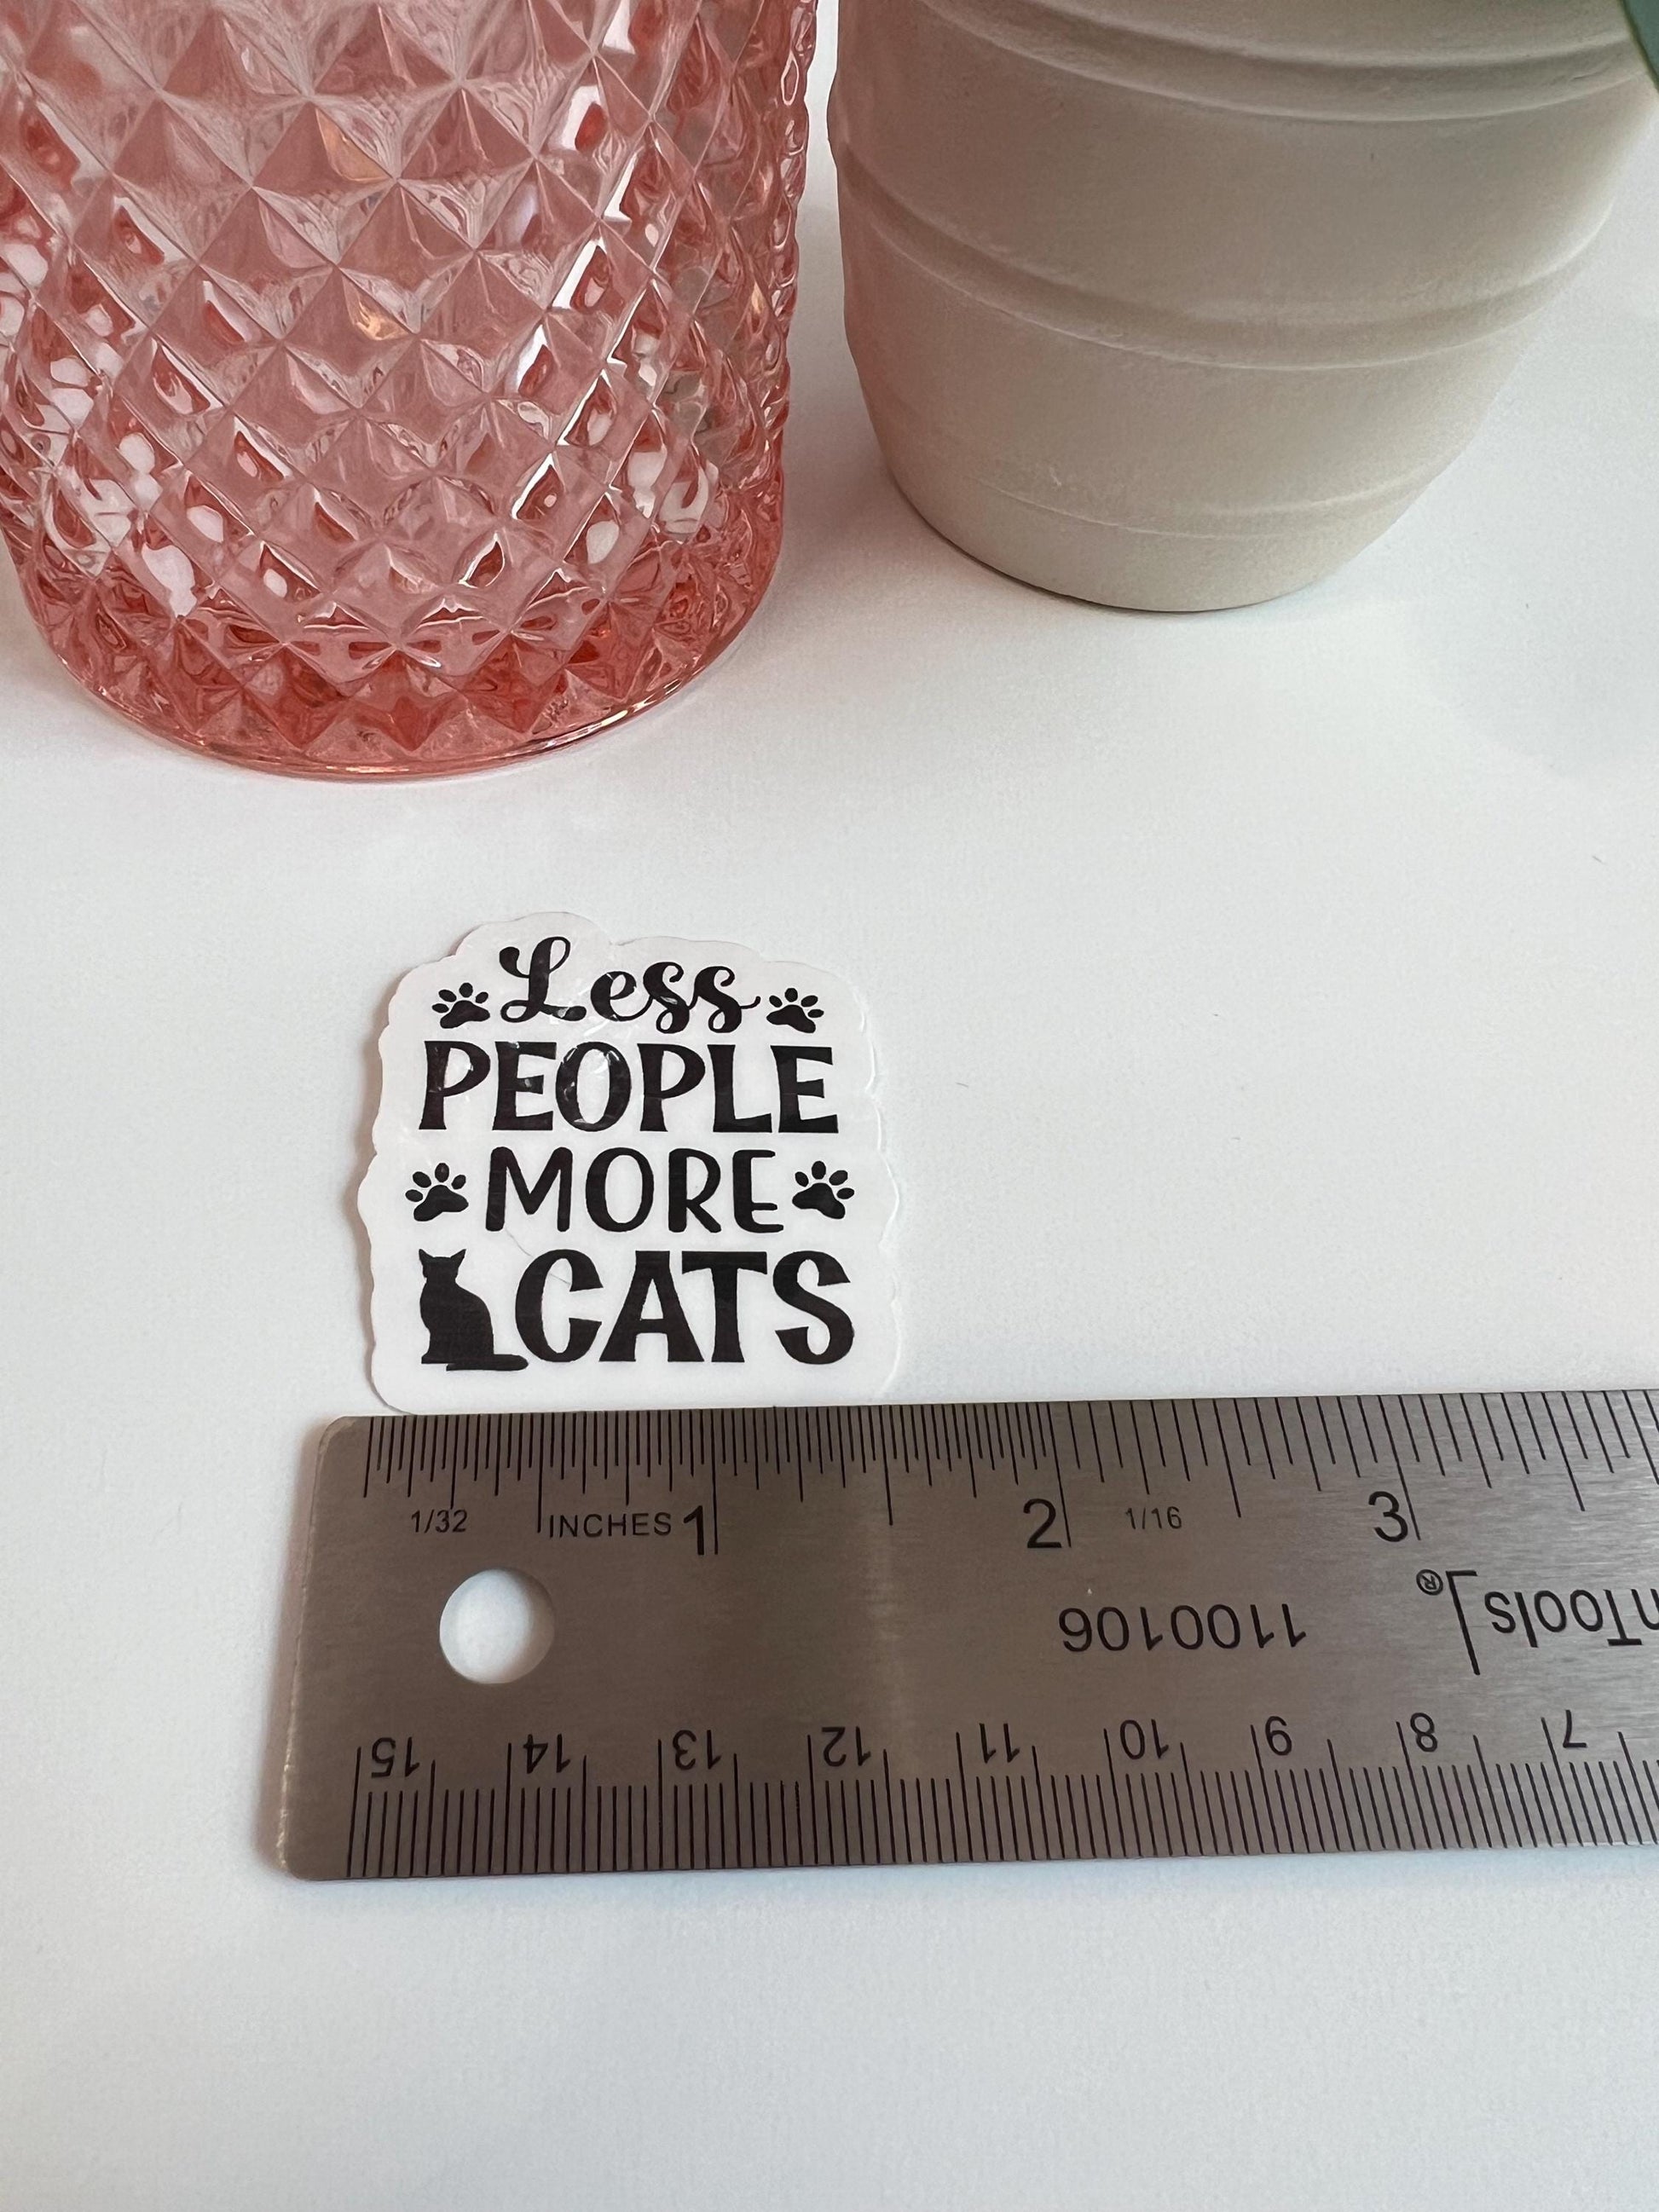 Less
PEOPLE
MORE
CATS
1/32 INCHES 1 2 1/16 3
nTools®
1100106
15 14 13 12 11 10 9 8 7